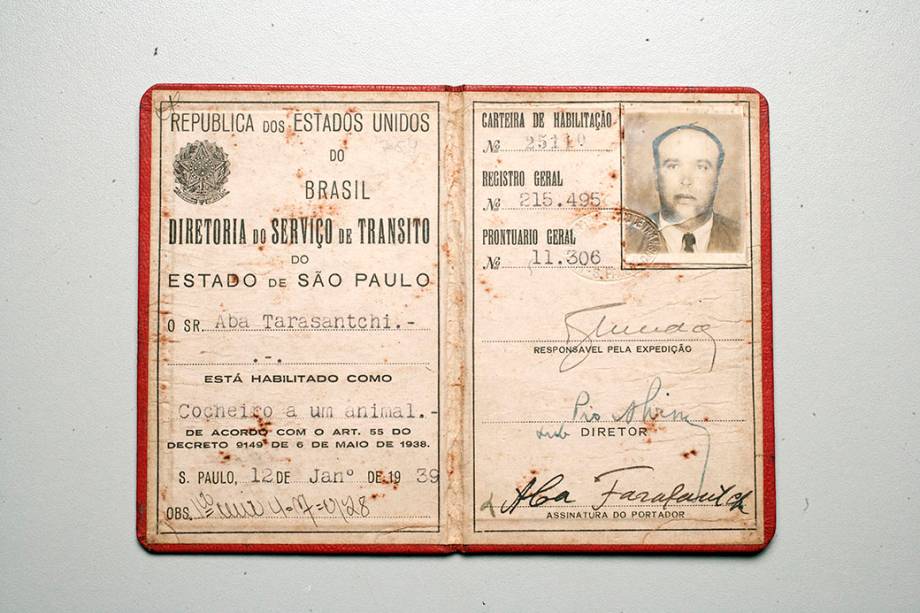 REPUBLICA DOS ESTADOS UNIDOS
DO
BRASIL
DIRETORIA DO SERVIÇO DE TRANSITO
DO
ESTADO DE SÃO PAULO
O SR. Aba Tarasantchi.-
.-.
ESTÁ HABILITADO COMO
Cocheiro a um animal.-
DE ACORDO COM O ART. 55 DO
DECRETO 9149 DE 6 DE MAIO DE 1938.
S. PAULO, 12 DE Janº DE 1939
OBS.
CARTEIRA DE HABILITAÇÃO
Nº 25110
REGISTRO GERAL
Nº 215.495
PRONTUARIO GERAL
Nº 11.306
RESPONSAVEL PELA EXPEDIÇÃO
DIRETOR
Aba
ASSINATURA DO PORTADOR